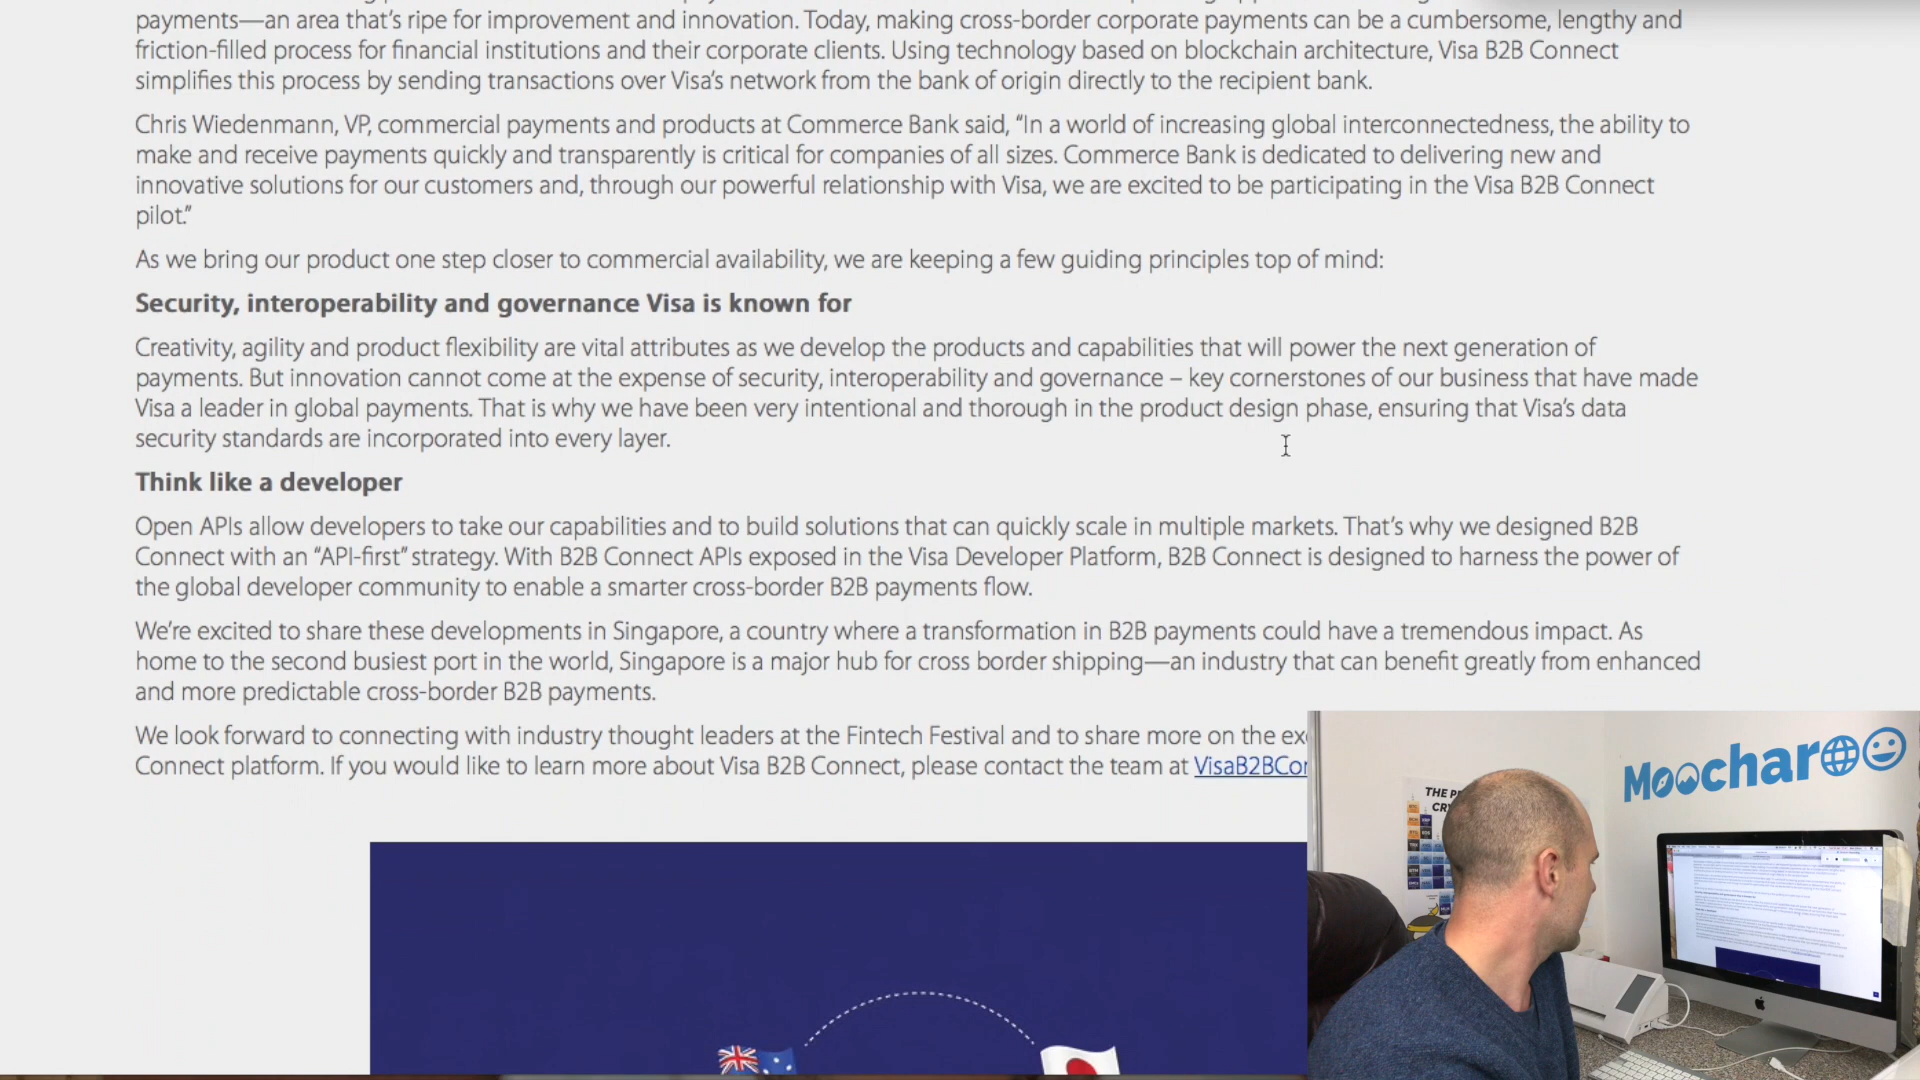 payments—an area that's ripe for improvement and innovation. Today, making cross-border corporate payments can be a cumbersome, lengthy and
friction-filled process for financial institutions and their corporate clients. Using technology based on blockchain architecture, Visa B2B Connect
simplifies this process by sending transactions over Visa's network from the bank of origin directly to the recipient bank.
Chris Wiedenmann, VP, commercial payments and products at Commerce Bank said, “In a world of increasing global interconnectedness, the ability to
make and receive payments quickly and transparently is critical for companies of all sizes. Commerce Bank is dedicated to delivering new and
innovative solutions for our customers and, through our powerful relationship with Visa, we are excited to be participating in the Visa B2B Connect
pilot.”
As we bring our product one step closer to commercial availability, we are keeping a few guiding principles top of mind:
Security, interoperability and governance Visa is known for
Creativity, agility and product flexibility are vital attributes as we develop the products and capabilities that will power the next generation of
payments. But innovation cannot come at the expense of security, interoperability and governance – key cornerstones of our business that have made
Visa a leader in global payments. That is why we have been very intentional and thorough in the product design phase, ensuring that Visa's data
security standards are incorporated into every layer.
Think like a developer
Open APIs allow developers to take our capabilities and to build solutions that can quickly scale in multiple markets. That's why we designed B2B
Connect with an “API-first” strategy. With B2B Connect APIs exposed in the Visa Developer Platform, B2B Connect is designed to harness the power of
the global developer community to enable a smarter cross-border B2B payments flow.
We're excited to share these developments in Singapore, a country where a transformation in B2B payments could have a tremendous impact. As
home to the second busiest port in the world, Singapore is a major hub for cross border shipping—an industry that can benefit greatly from enhanced
and more predictable cross-border B2B payments.
We look forward to connecting with industry thought leaders at the Fintech Festival and to share more on the
Connect platform. If you would like to learn more about Visa B2B Connect, please contact the team at VisaB2BCo
Moocharoo
THE